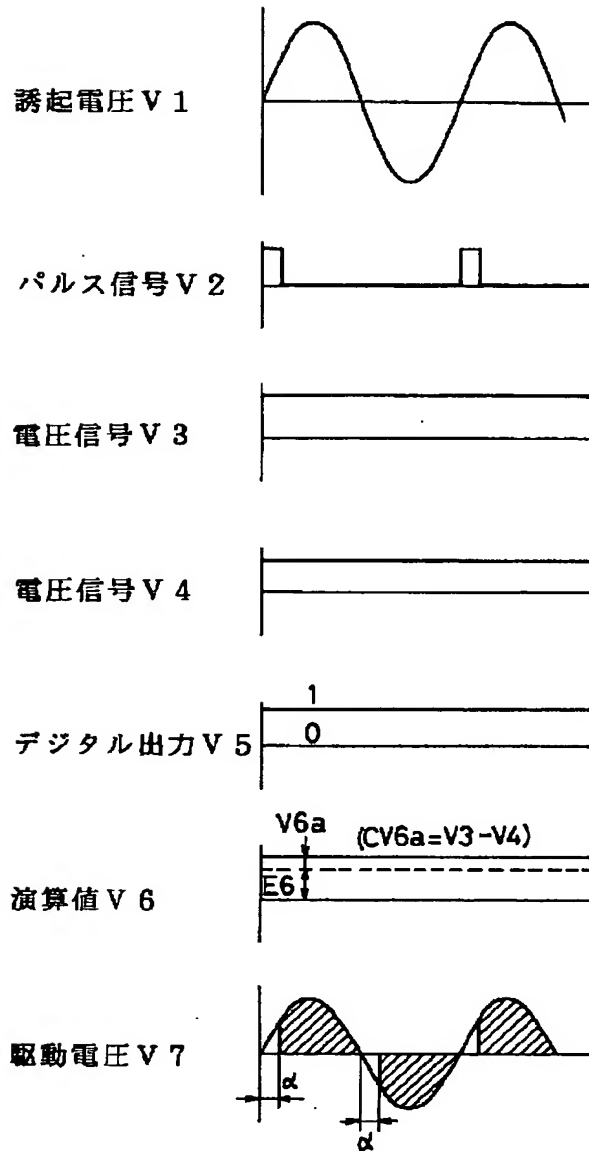 誘起電圧V1
パルス信号V2
電圧信号V3
電圧信号V4
1
デジタル出力V5
0
V6a
(CV6a=V3-V4)
演算値V6
E6
駆動電圧V7
α
α